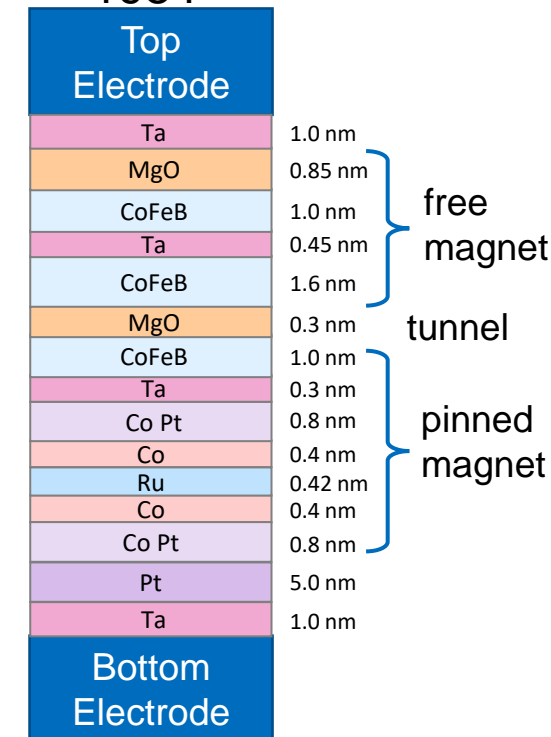 Top
Electrode
Ta 1.0 nm
MgO 0.85 nm
CoFeB 1.0 nm
free
magnet
Ta 0.45 nm
CoFeB 1.6 nm
MgO 0.3 nm tunnel
CoFeB 1.0 nm
Ta 0.3 nm
Co Pt 0.8 nm
pinned
magnet
Co 0.4 nm
Ru 0.42 nm
Co 0.4 nm
Co Pt 0.8 nm
Pt 5.0 nm
Ta 1.0 nm
Bottom
Electrode